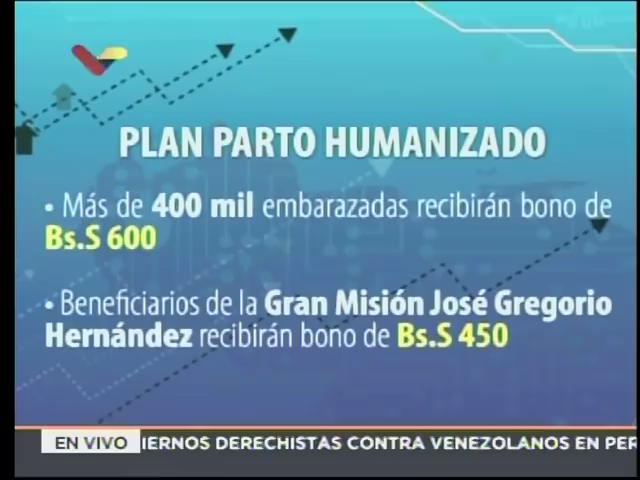 PLAN PARTO HUMANIZADO
• Más de 400 mil embarazadas recibirán bono de
Bs.S 600
• Beneficiarios de la Gran Misión José Gregorio
Hernández recibirán bono de Bs.S 450
EN VIVO IERNOS DERECHISTAS CONTRA VENEZOLANOS EN PER